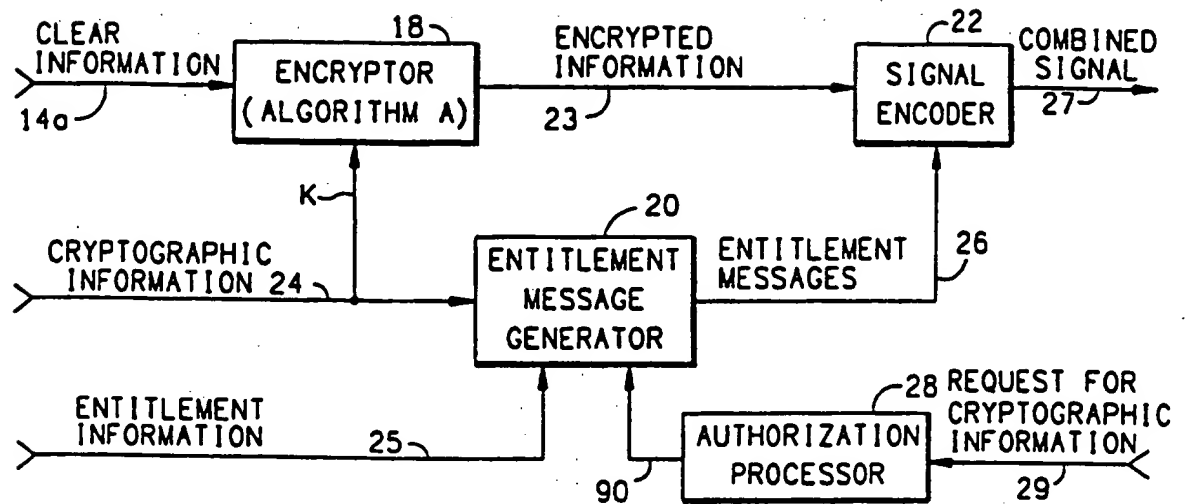 CLEAR
INFORMATION
14a
18
ENCRYPTOR
(ALGORITHM A)
ENCRYPTED
INFORMATION
23
22
SIGNAL
ENCODER
COMBINED
SIGNAL
27
K
CRYPTOGRAPHIC
INFORMATION 24
20
ENTITLEMENT
MESSAGE
GENERATOR
ENTITLEMENT
MESSAGES
26
ENTITLEMENT
INFORMATION
25
90
28
AUTHORIZATION
PROCESSOR
REQUEST FOR
CRYPTOGRAPHIC
INFORMATION
29